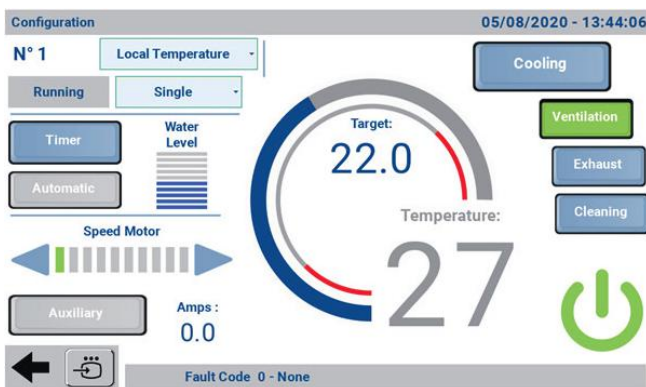 Configuration
05/08/2020 - 13:44:06
N° 1
Local Temperature
Cooling
Running
Single
Ventilation
Timer
Water
Level
Target:
22.0
Exhaust
Automatic
Cleaning
Temperature:
27
Speed Motor
Auxiliary
Amps :
0.0
Fault Code 0 - None